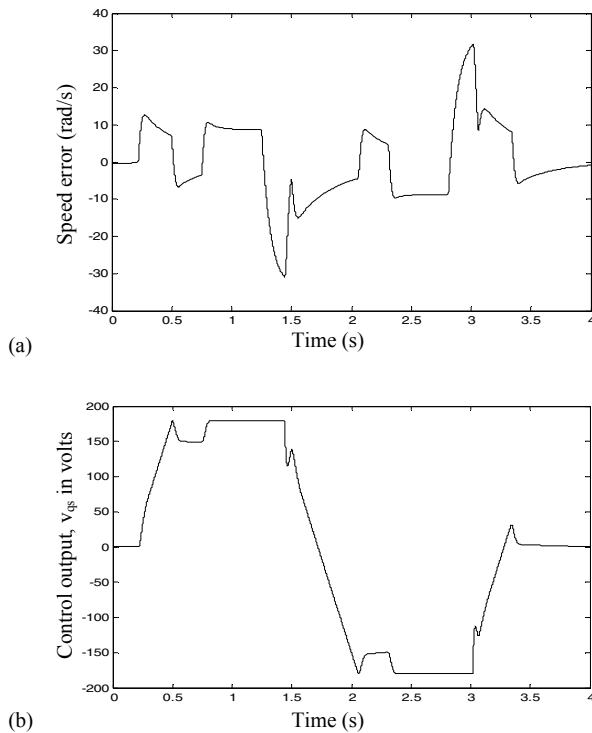 40
30
20
10
0
-10
-20
-30
-40
Speed error (rad/s)
0 0.5 1 1.5 2 2.5 3 3.5 4
Time (s)
(a)
200
150
100
50
0
-50
-100
-150
-200
Control output, vqs in volts
0 0.5 1 1.5 2 2.5 3 3.5 4
Time (s)
(b)